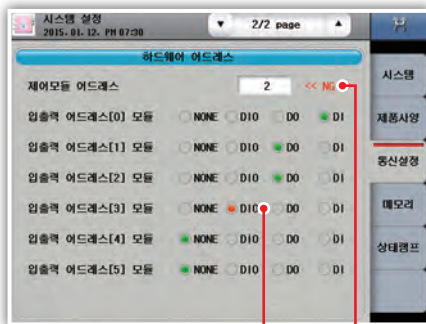 시스템 설정
2015. 01. 12. PM 07:30
▼ 2/2 page ▲
하드웨어 어드레스
제어모듈 어드레스 2 << NG
입출력 어드레스[0] 모듈 NONE DIO DO DI
입출력 어드레스[1] 모듈 NONE DIO DO DI
입출력 어드레스[2] 모듈 NONE DIO DO DI
입출력 어드레스[3] 모듈 NONE DIO DO DI
입출력 어드레스[4] 모듈 NONE DIO DO DI
입출력 어드레스[5] 모듈 NONE DIO DO DI
시스템
제품사양
통신설정
메모리
상태램프